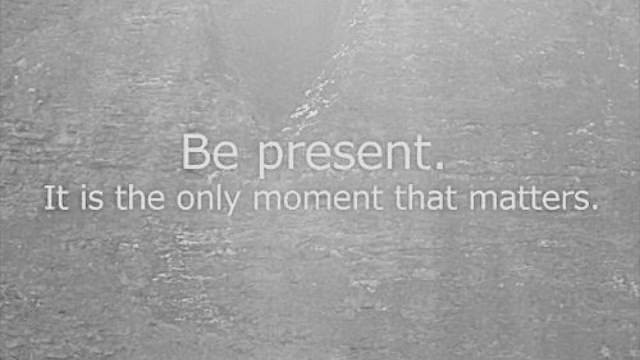 Be present.
It is the only moment that matters.